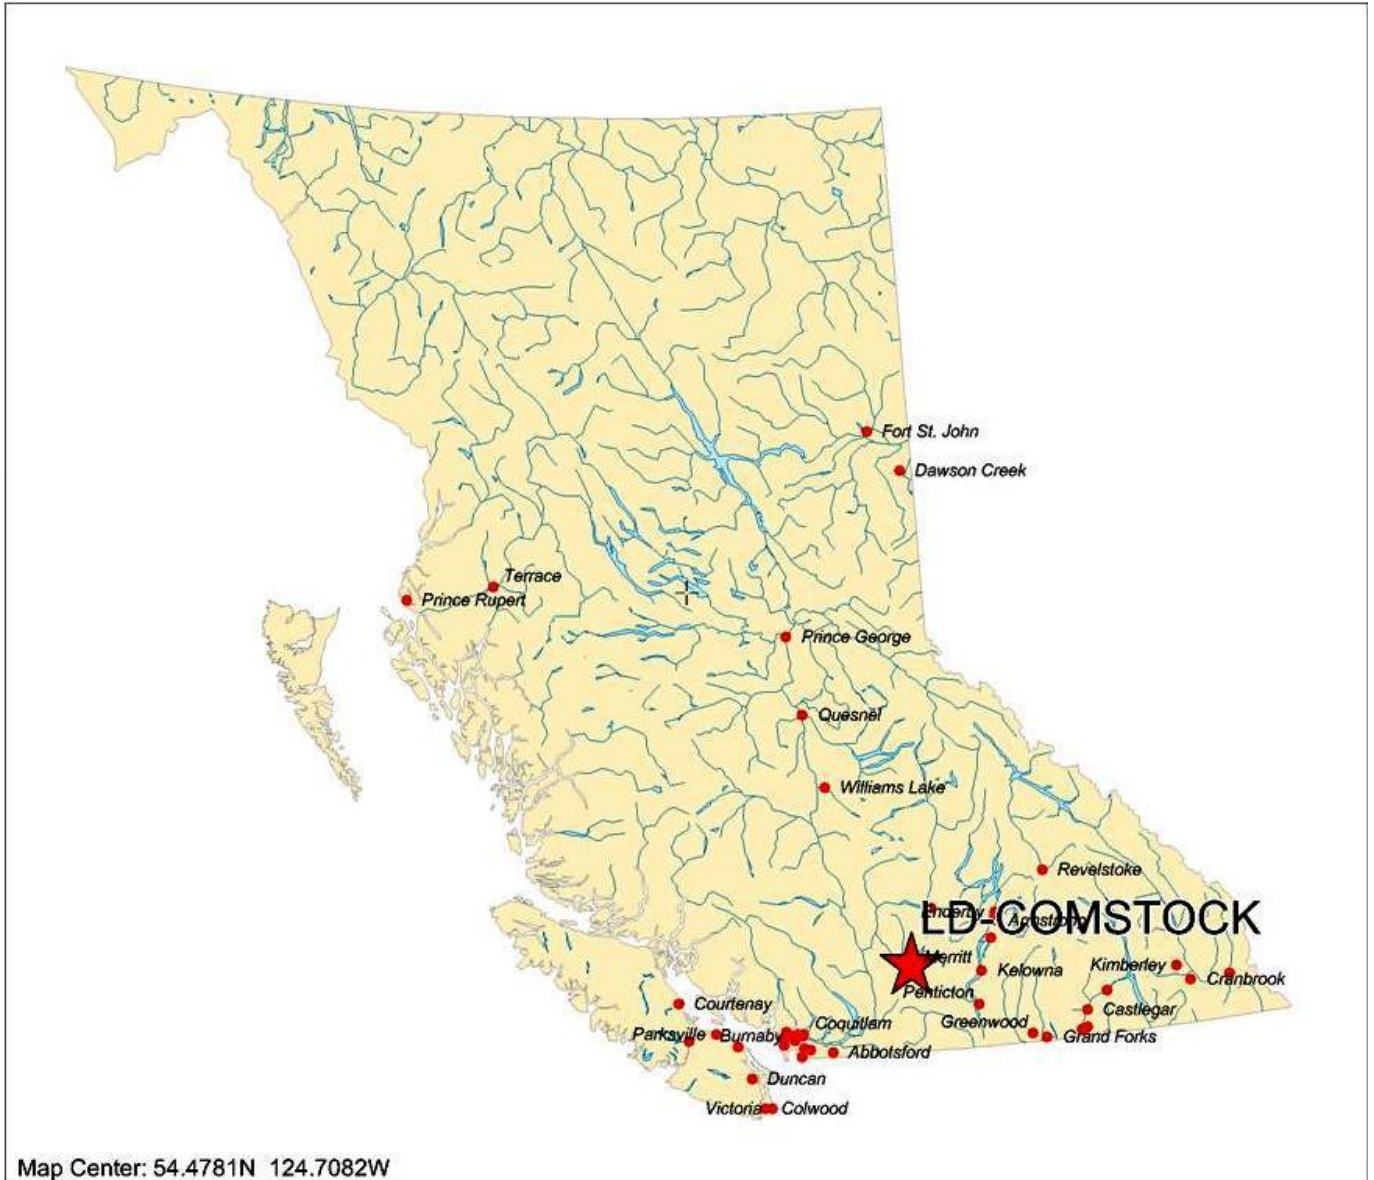 Fort St. John
Dawson Creek
Terrace
Prince Rupert
Prince George
Quesnel
Williams Lake
Revelstoke
Enderby
LD-COMSTOCK
Armstrong
Merritt
Kelowna
Kimberley
Cranbrook
Penticton
Courtenay
Castlegar
Greenwood
Coquitlam
Parksville
Burnaby
Grand Forks
Abbotsford
Duncan
Victoria
Colwood
Map Center: 54.4781N 124.7082W